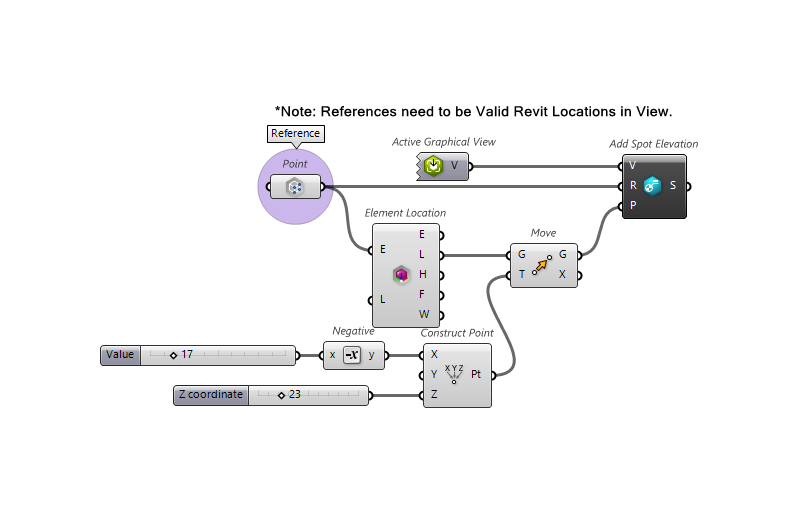 *Note: References need to be Valid Revit Locations in View.
Reference
Active Graphical View
Add Spot Elevation
Point
V
V
R
S
P
Element Location
Move
E
E
L
H
L
F
W
G
G
T
X
Negative
Construct Point
Value
17
x
-x
y
X
Y
XYZ
Pt
Z
Z coordinate
23